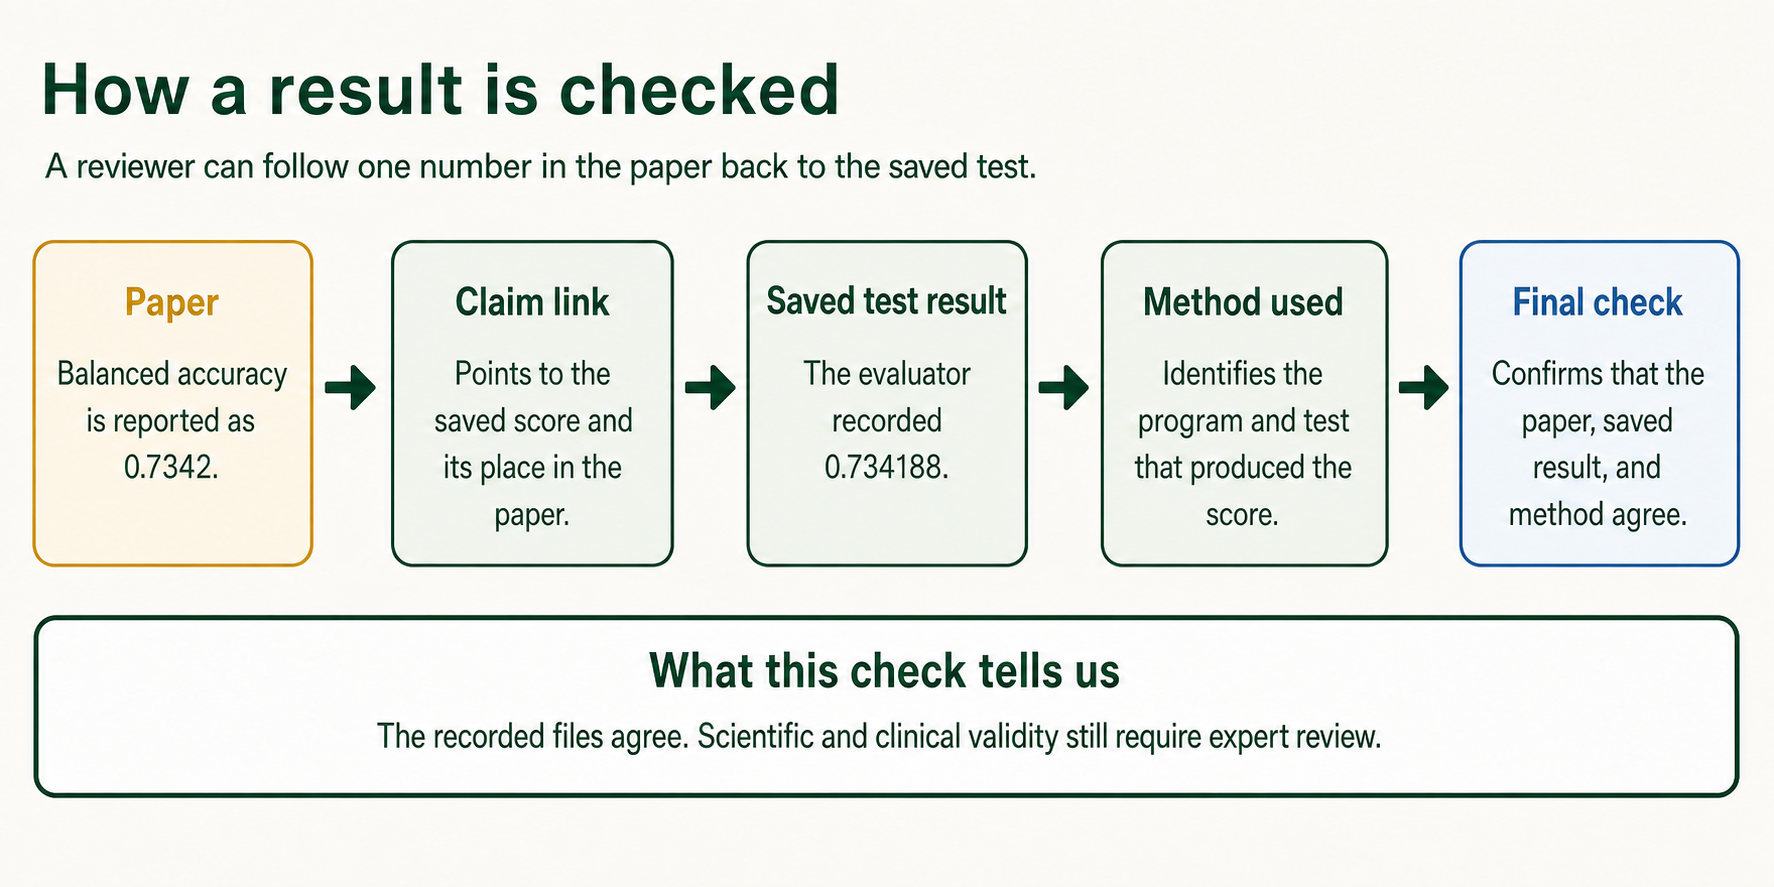 How a result is checked
A reviewer can follow one number in the paper back to the saved test.
Paper
Balanced accuracy
is reported as
0.7342.
Claim link
Points to the
saved score and
its place in the
paper.
Saved test result
The evaluator
recorded
0.734188.
Method used
Identifies the
program and test
that produced the
score.
Final check
Confirms that the
paper, saved
result, and
method agree.
What this check tells us
The recorded files agree. Scientific and clinical validity still require expert review.